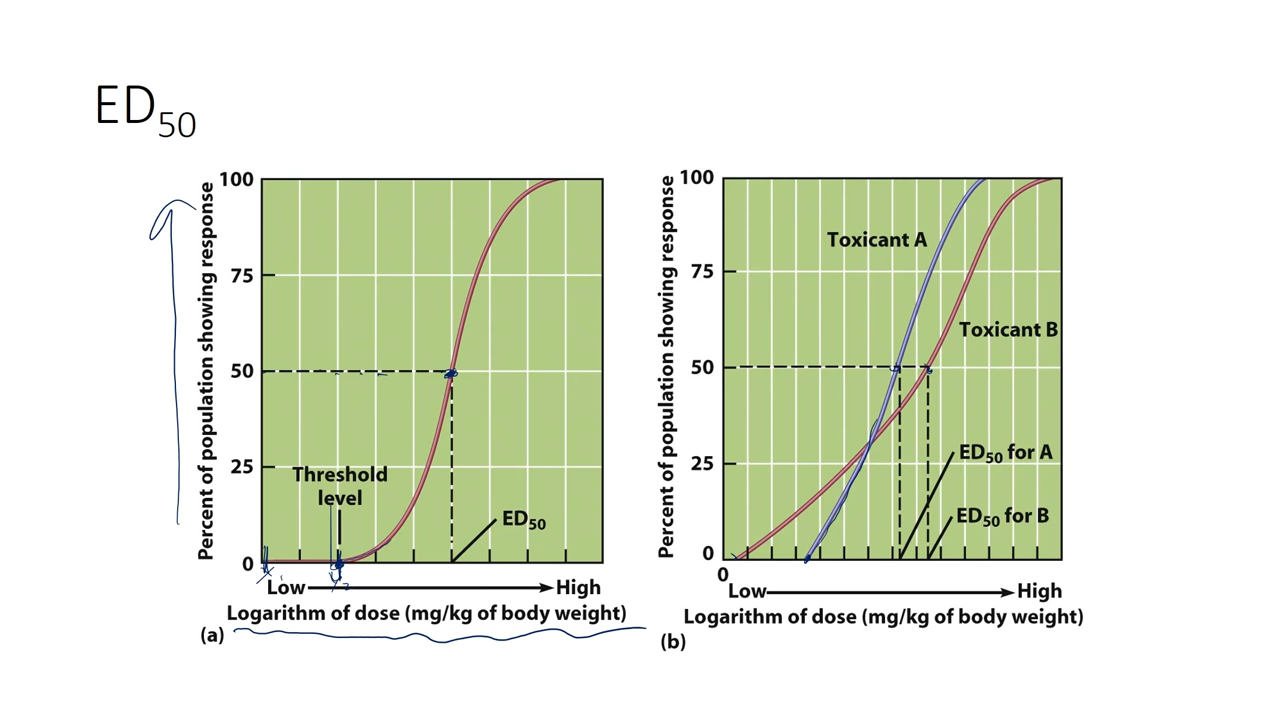 ED50
Percent of population showing response
100
75
50
25
0
Threshold
level
ED50
Low
High
Logarithm of dose (mg/kg of body weight)
(a)
Percent of population showing response
100
75
50
25
0
0
Toxicant A
Toxicant B
ED50 for A
ED50 for B
Low
High
Logarithm of dose (mg/kg of body weight)
(b)